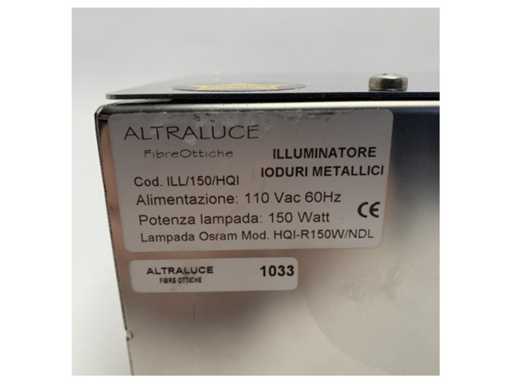 ALTRALUCE
FibreOttiche
ILLUMINATORE
IODURI METALLICI
Cod. ILL/150/HQI
Alimentazione: 110 Vac 60Hz
Potenza lampada: 150 Watt
CE
Lampada Osram Mod. HQI-R150W/NDL
ALTRALUCE
FIBRE OTTICHE
1033